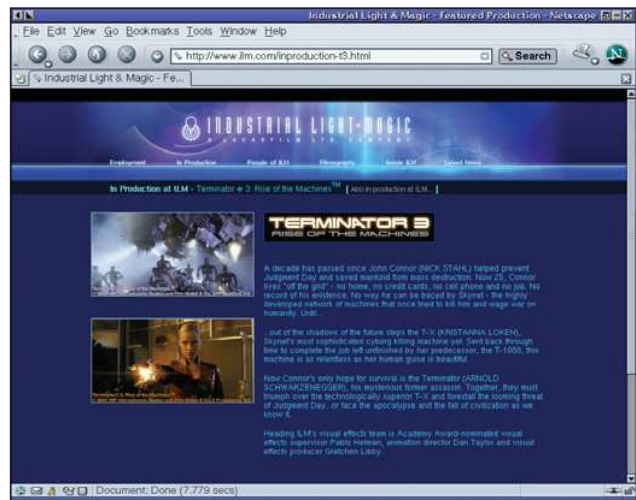 Industrial Light & Magic - Featured Production - Netscape
File Edit View Go Bookmarks Tools Window Help
http://www.ilm.com/inproduction-t3.html Search N
Industrial Light & Magic - Fe...
INDUSTRIAL LIGHT+MAGIC
A LUCASFILM LTD COMPANY
Employment In Production People of ILM Filmography Inside ILM Latest News
In Production at ILM - Terminator ® 3: Rise of the Machines™ [ Also in production at ILM... ]
TERMINATOR 3
RISE OF THE MACHINES
A decade has passed since John Connor (NICK STAHL) helped prevent
Judgment Day and saved mankind from mass destruction. Now 25, Connor
lives "off the grid" - no home, no credit cards, no cell phone and no job. No
record of his existence. No way he can be traced by Skynet - the highly
developed network of machines that once tried to kill him and wage war on
humanity. Until...
...out of the shadows of the future steps the T-X (KRISTANNA LOKEN),
Skynet's most sophisticated cyborg killing machine yet. Sent back through
time to complete the job left unfinished by her predecessor, the T-1000, this
machine is as relentless as her human guise is beautiful.
Now Connor's only hope for survival is the Terminator (ARNOLD
SCHWARZENEGGER), his mysterious former assassin. Together, they must
triumph over the technologically superior T-X and forestall the looming threat
of Judgment Day...or face the apocalypse and the fall of civilization as we
know it.
Heading ILM's visual effects team is Academy Award-nominated visual
effects supervisor Pablo Helman, animation director Dan Taylor and visual
effects producer Gretchen Libby.
Document: Done (7.779 secs)